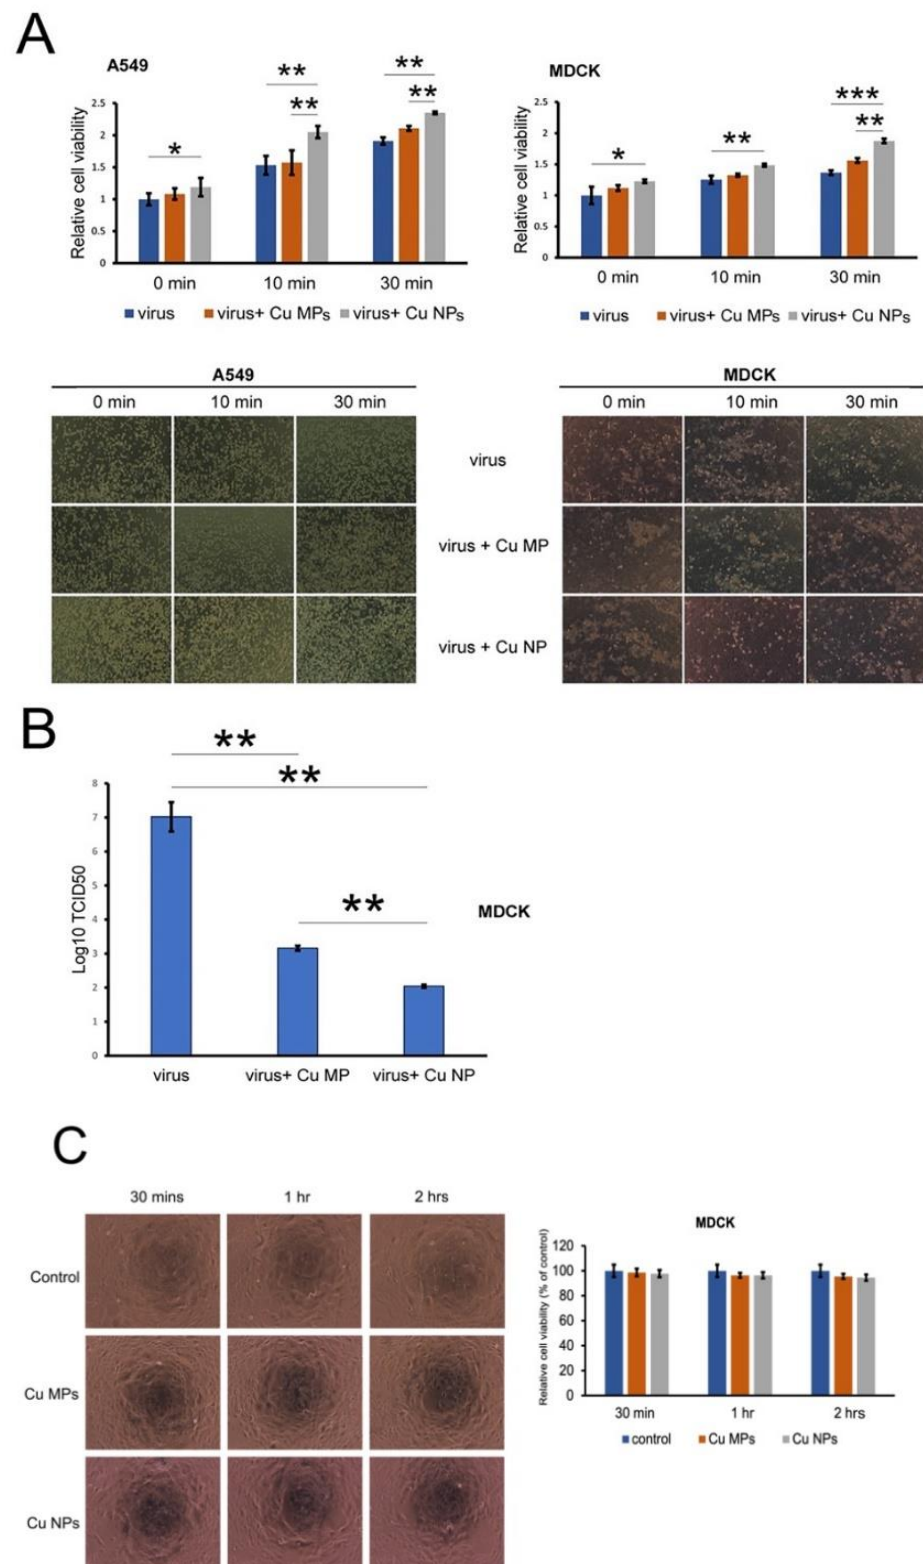 A
A549
** **
** **
*
Relative cell viability
2.5
2
1.5
1
0.5
0
0 min 10 min 30 min
virus virus+ Cu MPs virus+ Cu NPs
MDCK
***
** **
*
Relative cell viability
2.5
2
1.5
1
0.5
0
0 min 10 min 30 min
virus virus+ Cu MPs virus+ Cu NPs
A549
0 min 10 min 30 min
MDCK
0 min 10 min 30 min
virus
virus + Cu MP
virus + Cu NP
B
**
**
**
Log10 TCID50
8
7
6
5
4
3
2
1
0
virus virus+ Cu MP virus+ Cu NP
MDCK
C
30 mins 1 hr 2 hrs
Control
Cu MPs
Cu NPs
MDCK
Relative cell viability (% of control)
120
100
80
60
40
20
0
30 min 1 hr 2 hrs
control Cu MPs Cu NPs